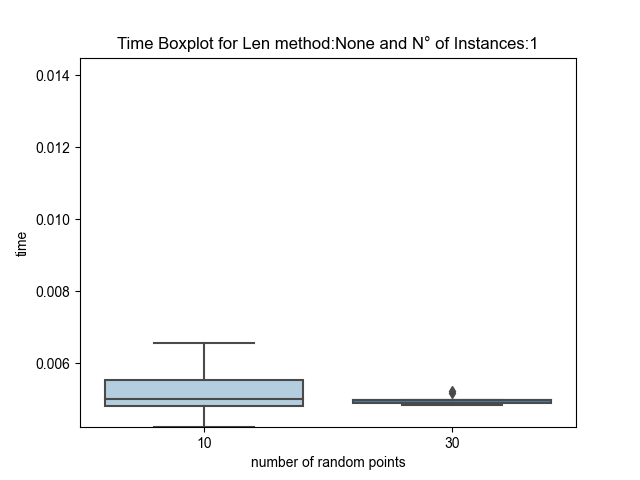 Time Boxplot for Len method:None and N° of Instances:1
0.014
0.012
0.010
0.008
0.006
time
10
30
number of random points